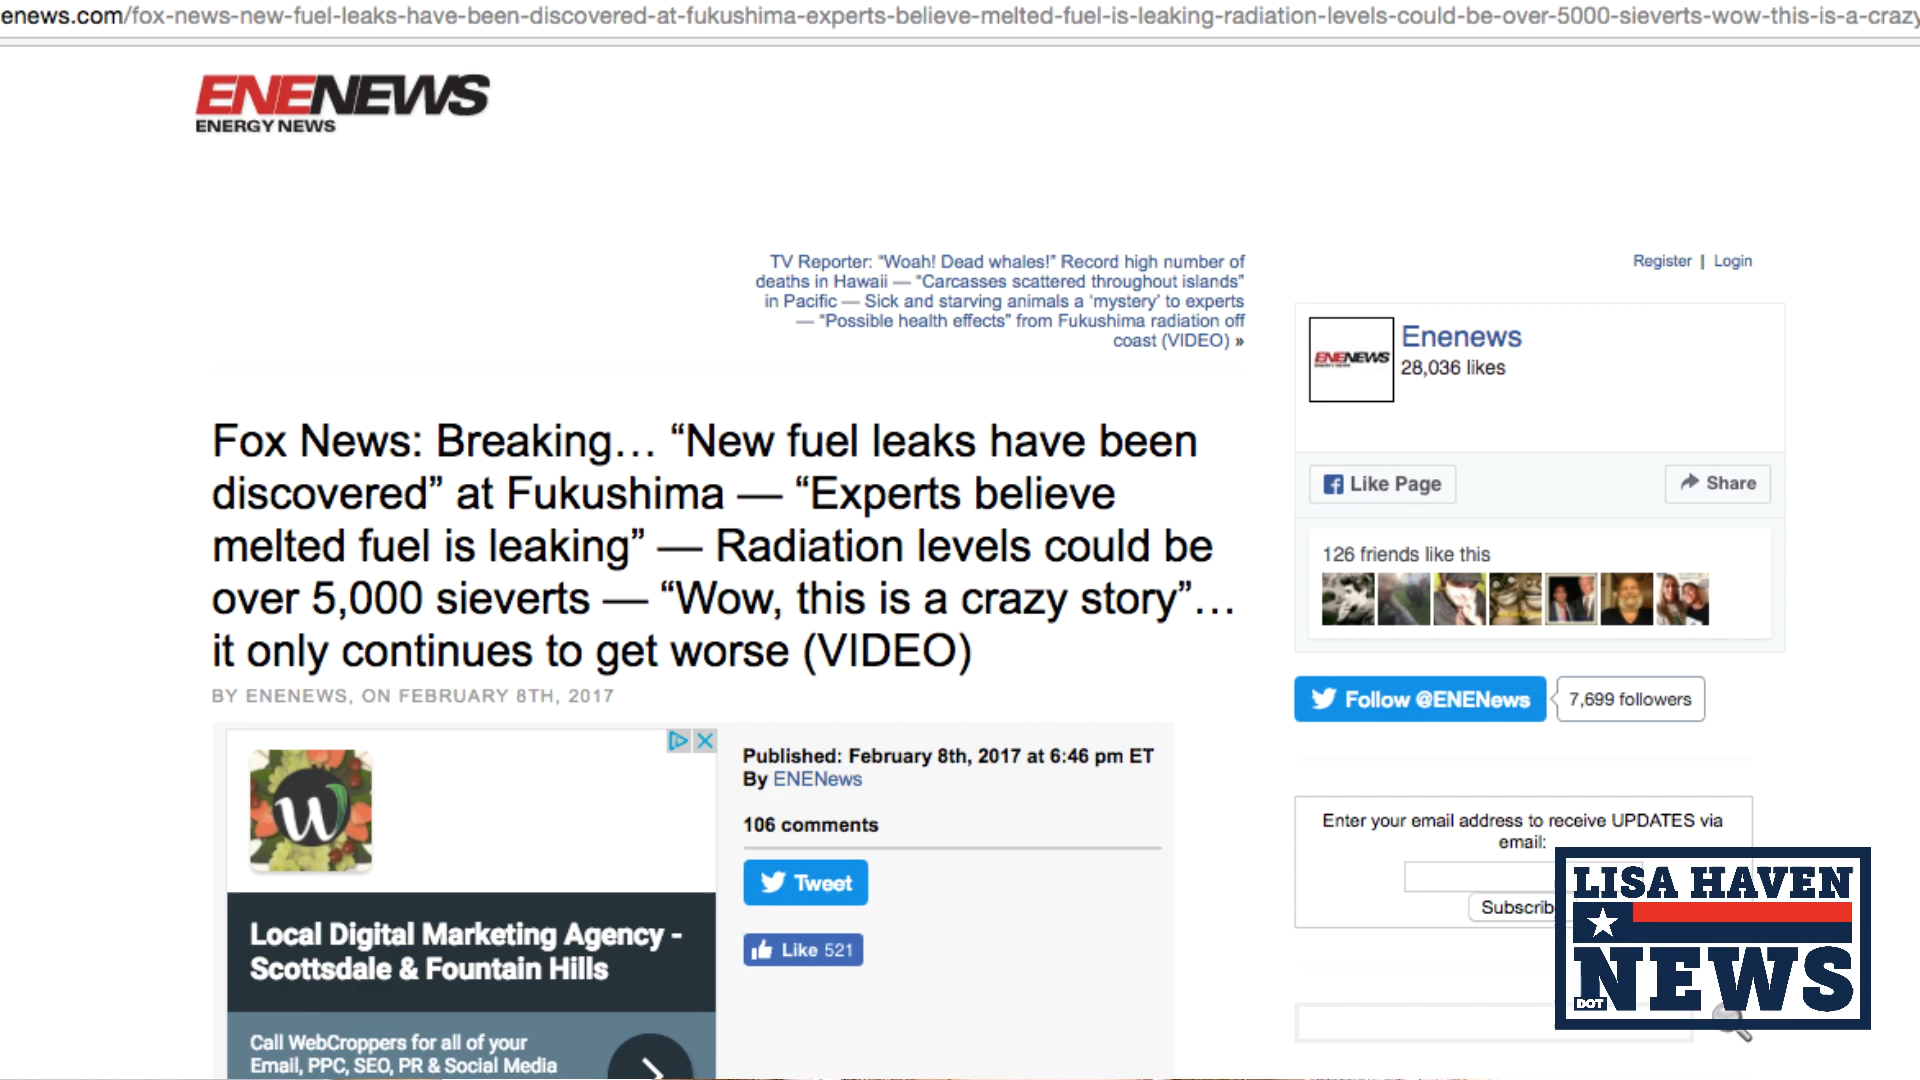 enews.com/fox-news-new-fuel-leaks-have-been-discovered-at-fukushima-experts-believe-melted-fuel-is-leaking-radiation-levels-could-be-over-5000-sieverts-wow-this-is-a-crazy
ENENEWS
ENERGY NEWS
TV Reporter: “Woah! Dead whales!” Record high number of
deaths in Hawaii — “Carcasses scattered throughout islands”
in Pacific — Sick and starving animals a ‘mystery’ to experts
— “Possible health effects” from Fukushima radiation off
coast (VIDEO) »
Register | Login
ENENEWS
Enenews
28,036 likes
Like Page
Share
126 friends like this
Fox News: Breaking… “New fuel leaks have been
discovered” at Fukushima — “Experts believe
melted fuel is leaking” — Radiation levels could be
over 5,000 sieverts — “Wow, this is a crazy story”…
it only continues to get worse (VIDEO)
BY ENENEWS, ON FEBRUARY 8TH, 2017
Follow @ENENews
7,699 followers
Published: February 8th, 2017 at 6:46 pm ET
By ENENews
106 comments
Tweet
Like 521
W
Local Digital Marketing Agency -
Scottsdale & Fountain Hills
Call WebCroppers for all of your
Email, PPC, SEO, PR & Social Media
Enter your email address to receive UPDATES via
email:
Subscrib
LISA HAVEN
DOT NEWS